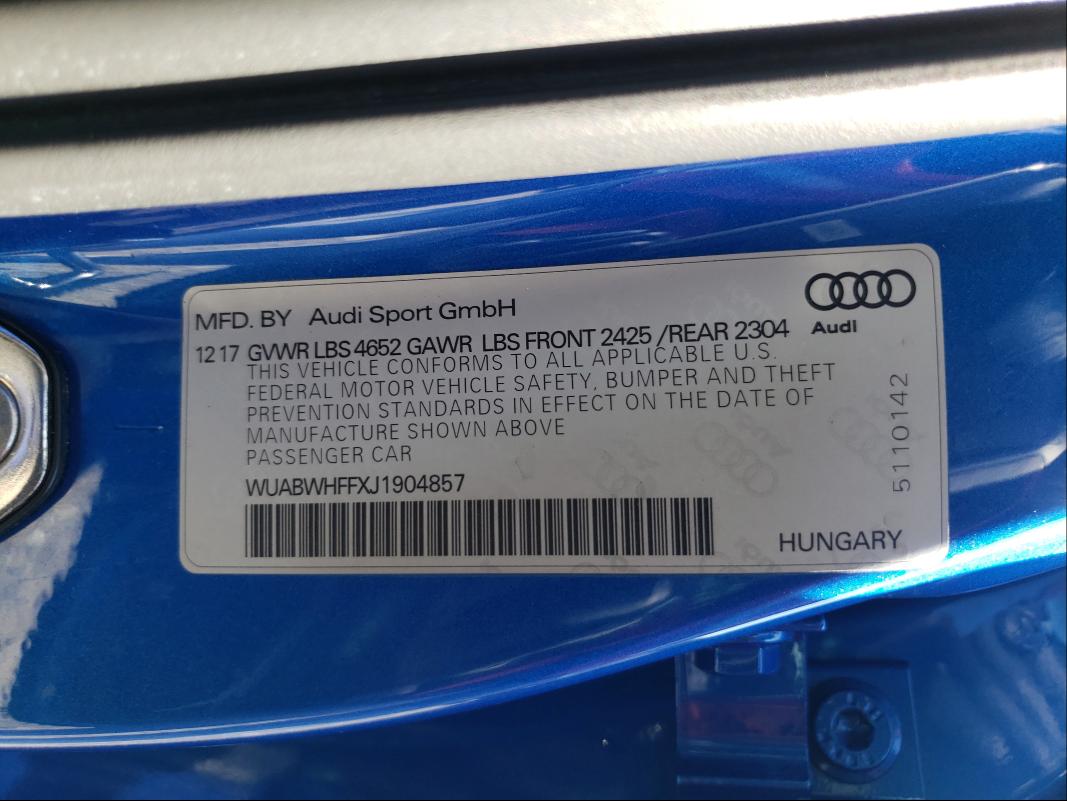 MFD. BY Audi Sport GmbH
Audi
12 17 GVWR LBS 4652 GAWR LBS FRONT 2425 /REAR 2304
THIS VEHICLE CONFORMS TO ALL APPLICABLE U.S.
FEDERAL MOTOR VEHICLE SAFETY, BUMPER AND THEFT
PREVENTION STANDARDS IN EFFECT ON THE DATE OF
MANUFACTURE SHOWN ABOVE
PASSENGER CAR
WUABWHFFXJ1904857
51110142
HUNGARY